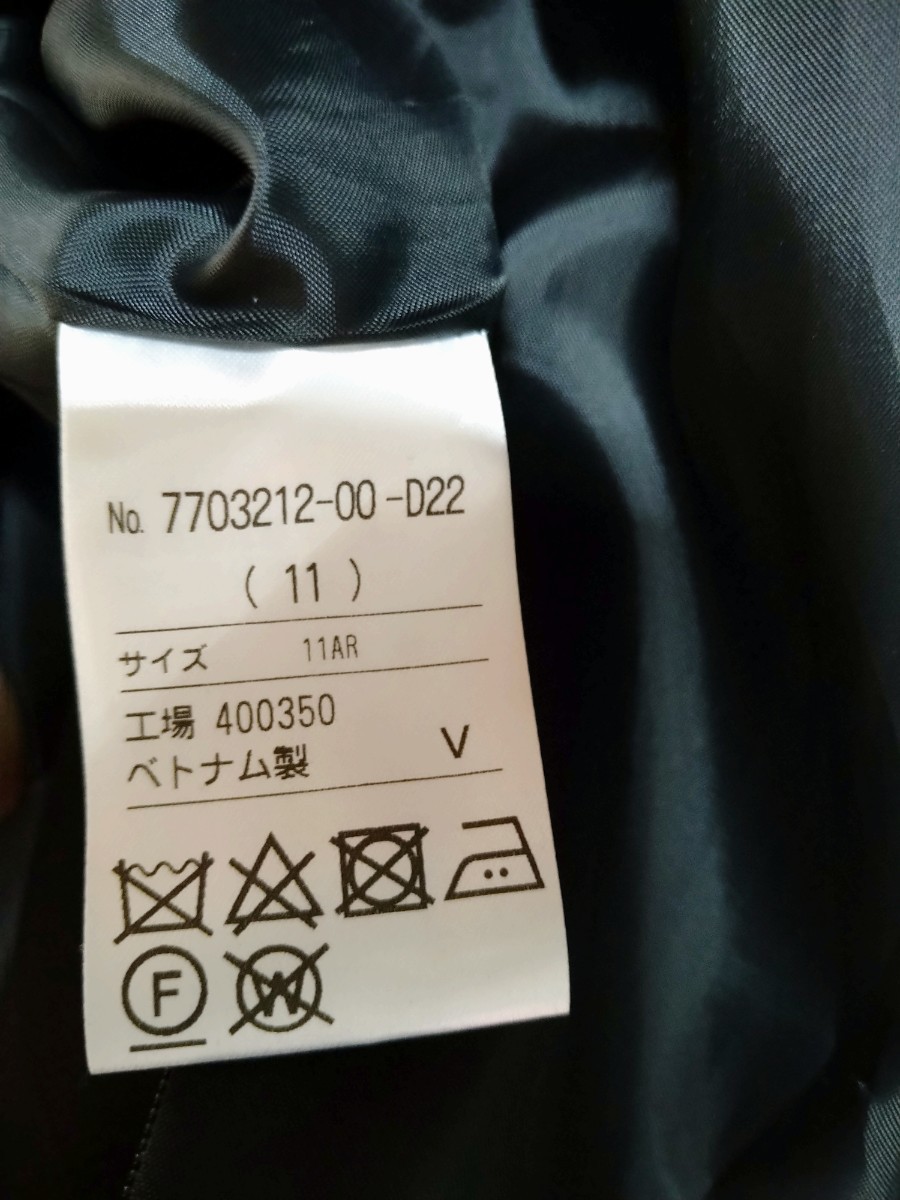 No. 7703212-00-D22
( 11 )
サイズ 11AR
工場 400350
ベトナム製 V
F W